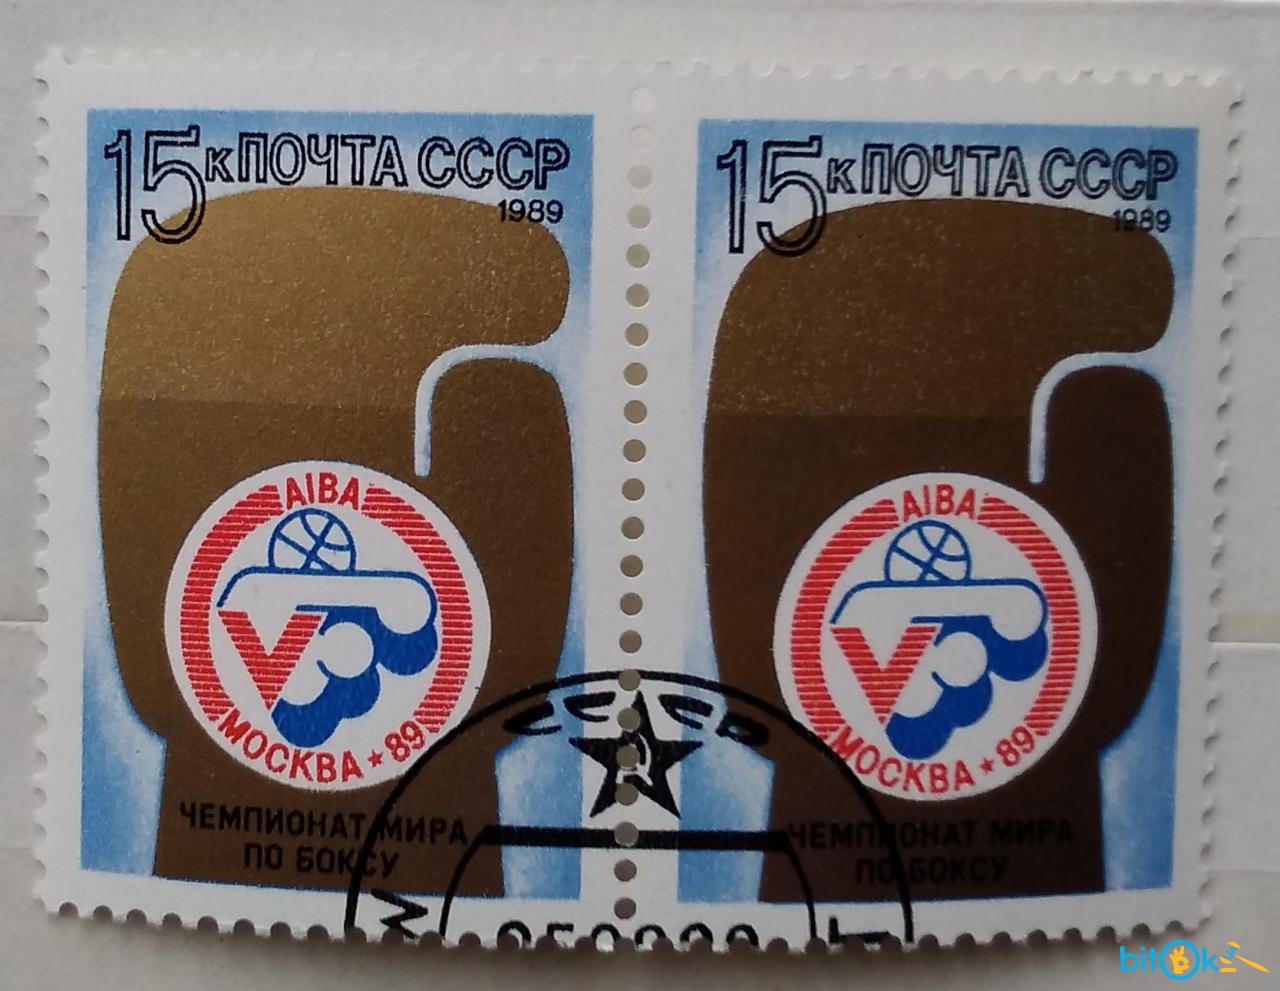 15к ПОЧТА СССР
1989
AIBA
МОСКВА★89
ЧЕМПИОНАТ МИРА
ПО БОКСУ
15к ПОЧТА СССР
1989
AIBA
МОСКВА★89
ЧЕМПИОНАТ МИРА
ПО БОКСУ
СССР
bitOk